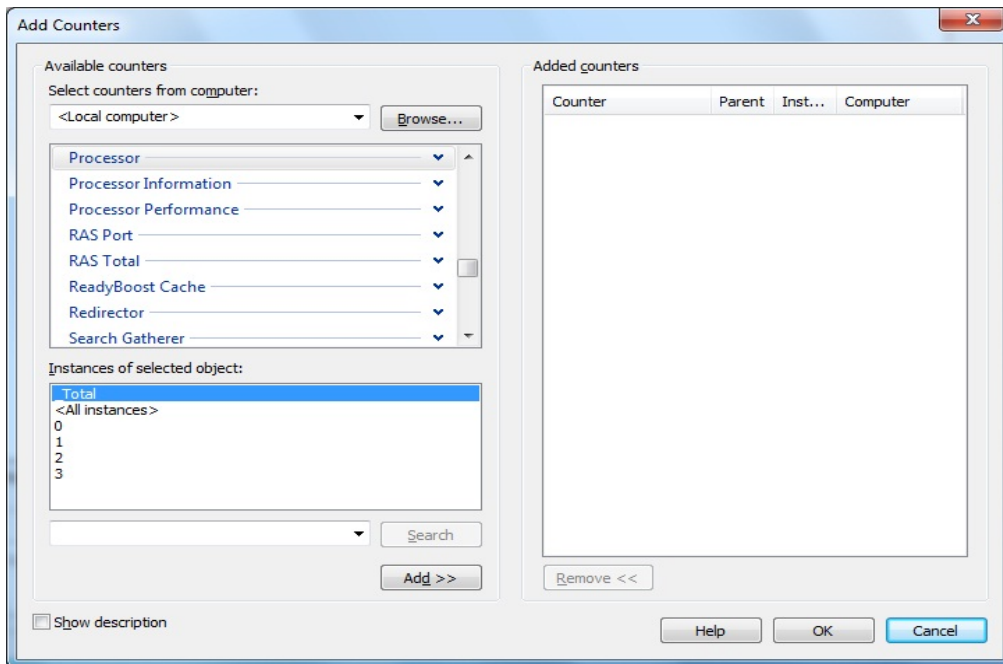 Add Counters
Available counters
Select counters from computer:
<Local computer>
Browse...
Processor
Processor Information
Processor Performance
RAS Port
RAS Total
ReadyBoost Cache
Redirector
Search Gatherer
Instances of selected object:
_Total
<All instances>
0
1
2
3
Search
Add >>
Show description
Added counters
Counter Parent Inst... Computer
Remove <<
Help OK Cancel